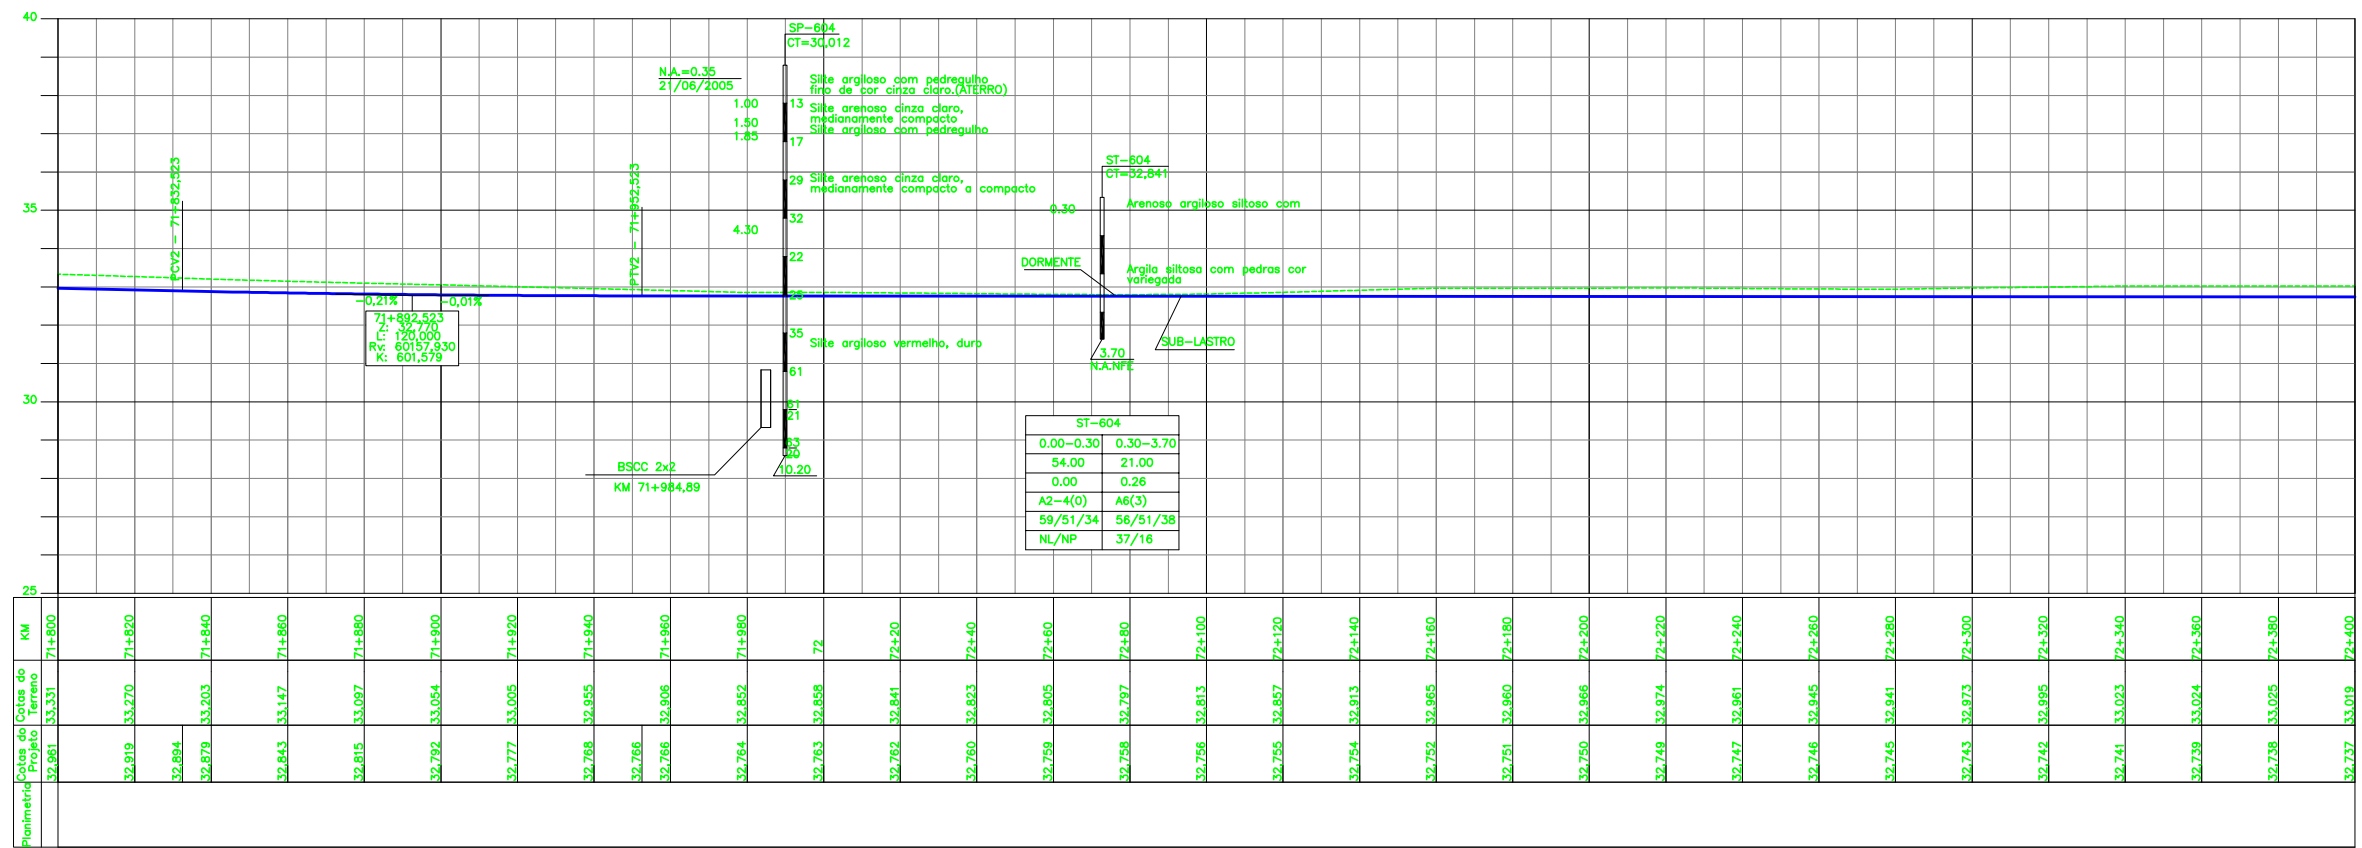 40
35
30
25
SP-604
CT=30,012
N.A.=0.35
21/06/2005
1.00
1.50
1.85
4.30
13
17
29
32
22
25
35
61
61
21
63
20
10.20
Silte argiloso com pedregulho
fino de cor cinza claro.(ATERRO)
Silte arenoso cinza claro,
medianamente compacto
Silte argiloso com pedregulho
Silte arenoso cinza claro,
medianamente compacto a compacto
Silte argiloso vermelho, duro
PCV2 - 71+832,523
PTV2 - 71+952,523
-0,21%
-0,01%
71+892,523
Z: 32,770
L: 120,000
Rv: 60157,930
K: 601,579
BSCC 2x2
KM 71+984,89
ST-604
CT=32,841
0.30
Arenoso argiloso siltoso com
DORMENTE
Argila siltosa com pedras cor
variegada
SUB-LASTRO
3.70
N.A.NFE
ST-604
0.00-0.30 0.30-3.70
54.00 21.00
0.00 0.26
A2-4(0) A6(3)
59/51/34 56/51/38
NL/NP 37/16
KM
71+800 71+820 71+840 71+860 71+880 71+900 71+920 71+940 71+960 71+980 72 72+20 72+40 72+60 72+80 72+100 72+120 72+140 72+160 72+180 72+200 72+220 72+240 72+260 72+280 72+300 72+320 72+340 72+360 72+380 72+400
Cotas do
Terreno
33,331 33,270 33,203 33,147 33,097 33,054 33,005 32,955 32,906 32,852 32,858 32,841 32,823 32,805 32,797 32,813 32,857 32,913 32,965 32,960 32,966 32,974 32,961 32,945 32,941 32,973 32,995 33,023 33,024 33,025 33,019
Cotas do
Projeto
32,961 32,919 32,894 32,879 32,843 32,815 32,792 32,777 32,768 32,766 32,766 32,764 32,763 32,762 32,760 32,759 32,758 32,756 32,755 32,754 32,752 32,751 32,750 32,749 32,747 32,746 32,745 32,743 32,742 32,741 32,739 32,738 32,737
Planimetria